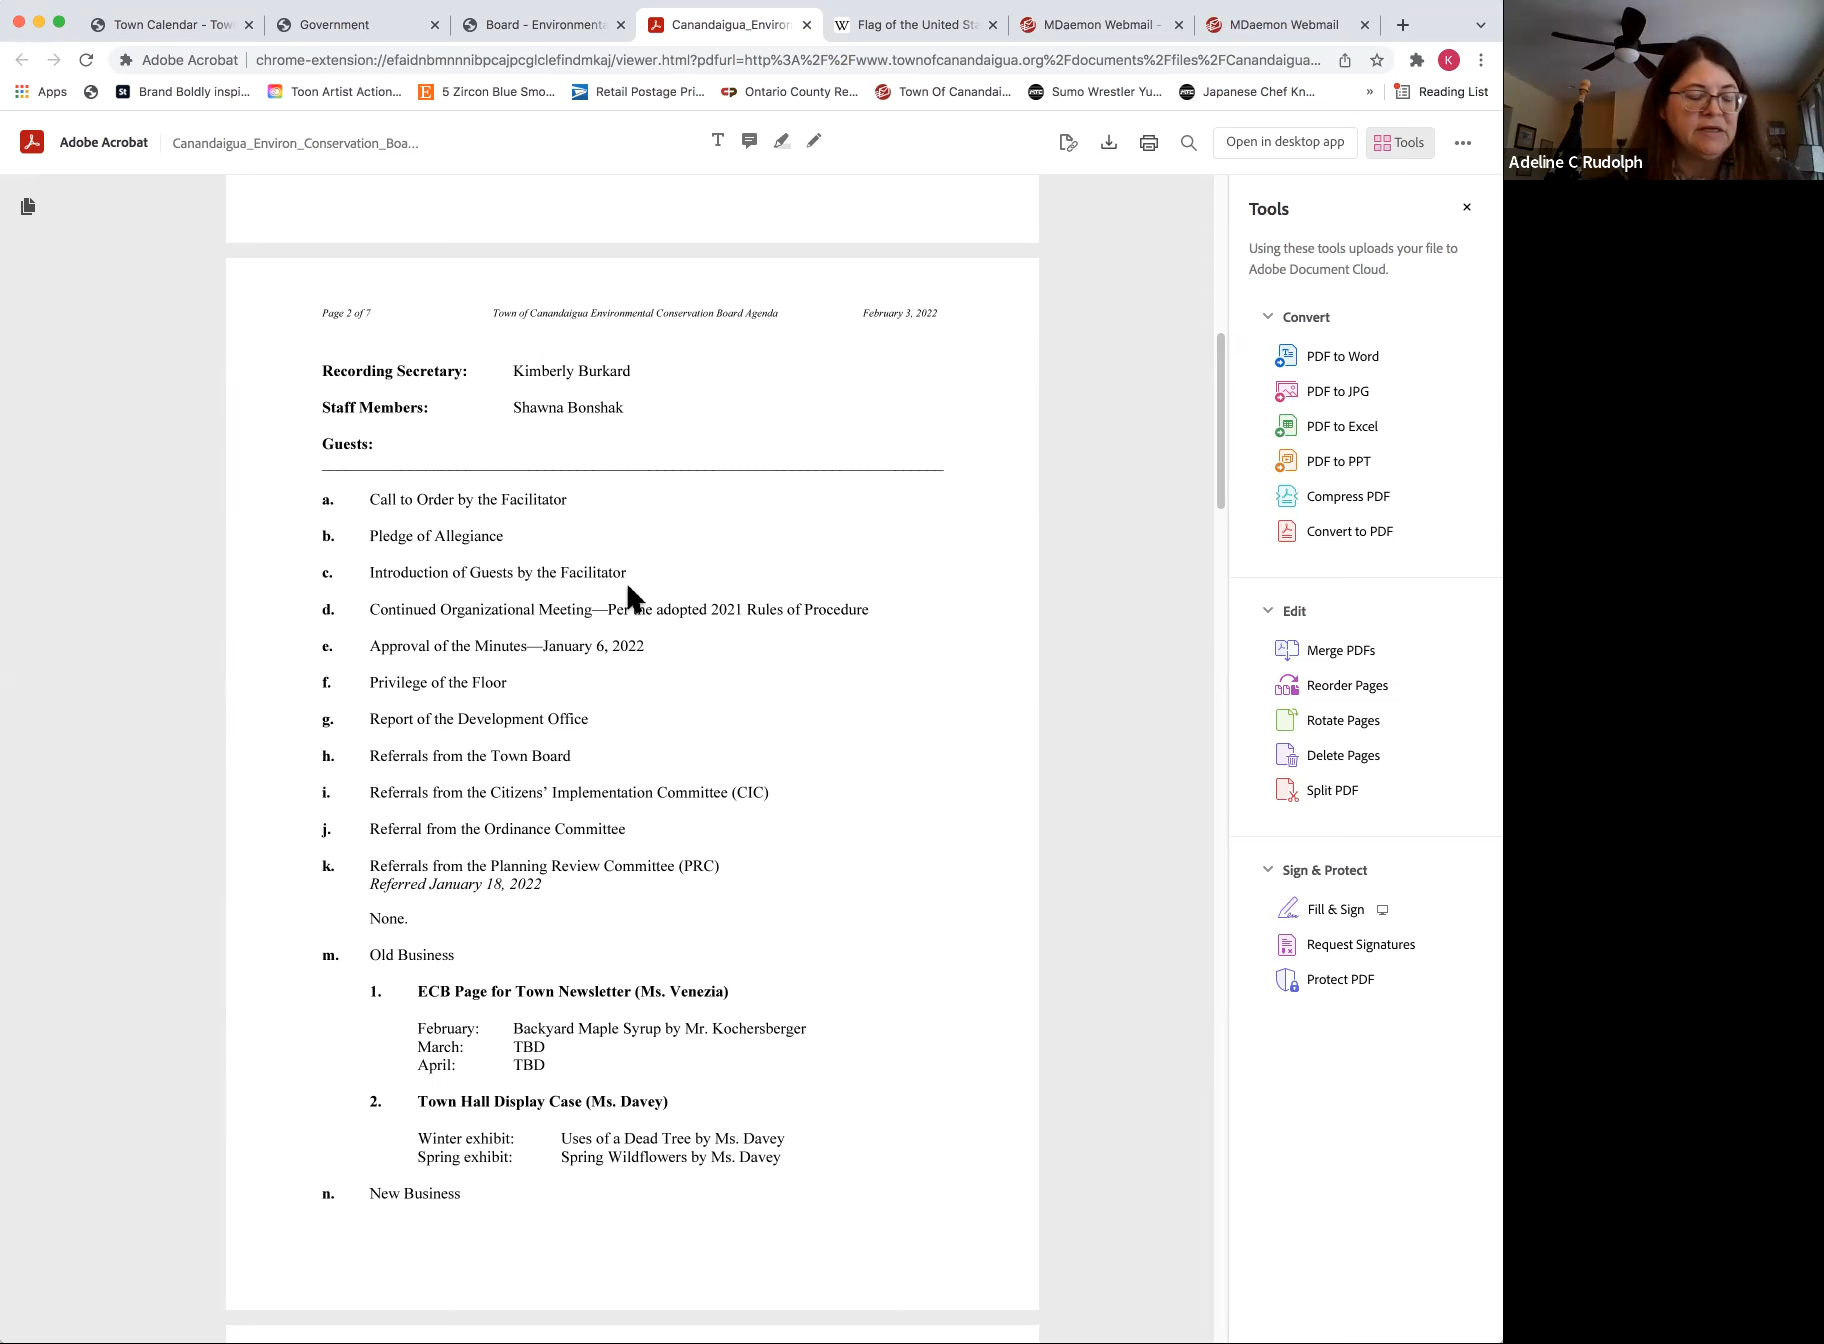 Town Calendar - Tow
Government
Board - Environmenta
Canandaigua_Environ
W Flag of the United Sta
MDaemon Webmail -
MDaemon Webmail
Adobe Acrobat
chrome-extension://efaidnbmnnnibpcajpcglclefindmkaj/viewer.html?pdfurl=http%3A%2F%2Fwww.townofcanandaigua.org%2Fdocuments%2Ffiles%2FCanandaigua...
K
Apps
St Brand Boldly inspi...
Toon Artist Action...
E 5 Zircon Blue Smo...
Retail Postage Pri...
CP Ontario County Re...
Town Of Canandai...
Sumo Wrestler Yu...
Japanese Chef Kn...
»
Reading List
Adobe Acrobat
Canandaigua_Environ_Conservation_Boa...
Open in desktop app
Tools
Adeline C Rudolph
Page 2 of 7 Town of Canandaigua Environmental Conservation Board Agenda February 3, 2022
Recording Secretary: Kimberly Burkard
Staff Members: Shawna Bonshak
Guests:
a. Call to Order by the Facilitator
b. Pledge of Allegiance
c. Introduction of Guests by the Facilitator
d. Continued Organizational Meeting—Per the adopted 2021 Rules of Procedure
e. Approval of the Minutes—January 6, 2022
f. Privilege of the Floor
g. Report of the Development Office
h. Referrals from the Town Board
i. Referrals from the Citizens’ Implementation Committee (CIC)
j. Referral from the Ordinance Committee
k. Referrals from the Planning Review Committee (PRC)
Referred January 18, 2022
None.
m. Old Business
1. ECB Page for Town Newsletter (Ms. Venezia)
February: Backyard Maple Syrup by Mr. Kochersberger
March: TBD
April: TBD
2. Town Hall Display Case (Ms. Davey)
Winter exhibit: Uses of a Dead Tree by Ms. Davey
Spring exhibit: Spring Wildflowers by Ms. Davey
n. New Business
Tools
Using these tools uploads your file to
Adobe Document Cloud.
Convert
PDF to Word
PDF to JPG
PDF to Excel
PDF to PPT
Compress PDF
Convert to PDF
Edit
Merge PDFs
Reorder Pages
Rotate Pages
Delete Pages
Split PDF
Sign & Protect
Fill & Sign
Request Signatures
Protect PDF